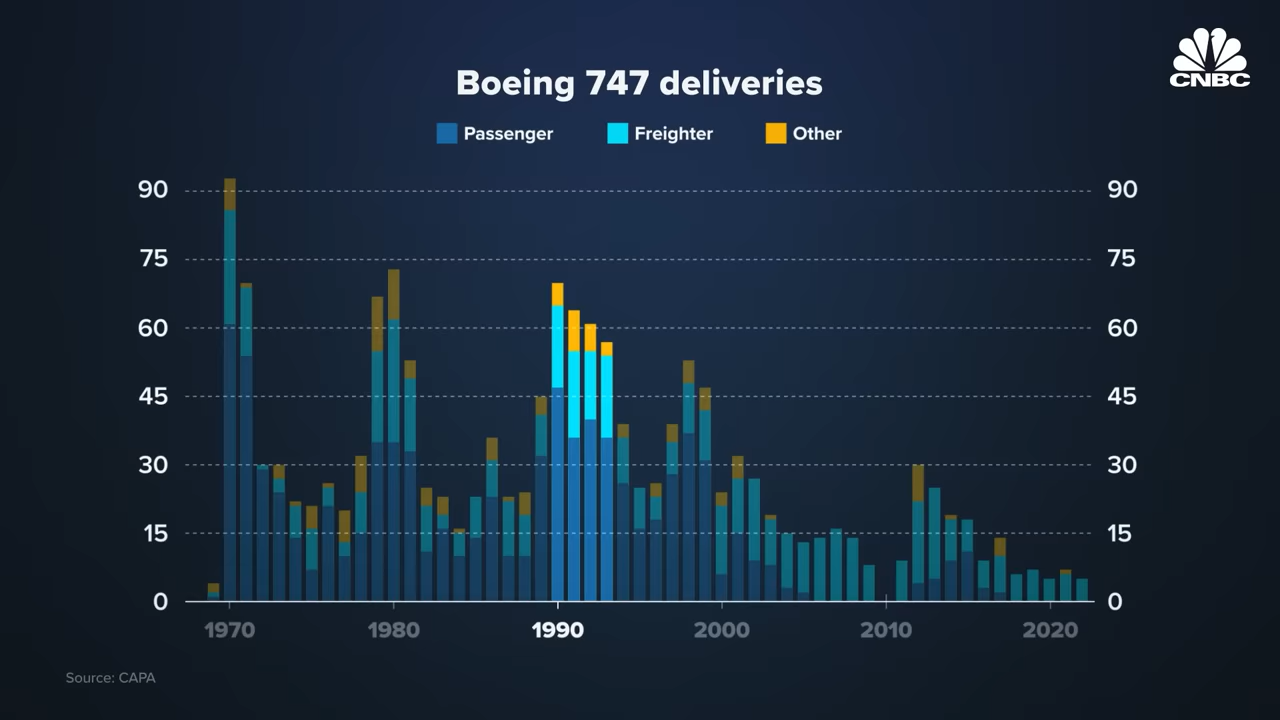 CNBC
Boeing 747 deliveries
Passenger Freighter Other
90 90
75 75
60 60
45 45
30 30
15 15
0 0
1970 1980 1990 2000 2010 2020
Source: CAPA